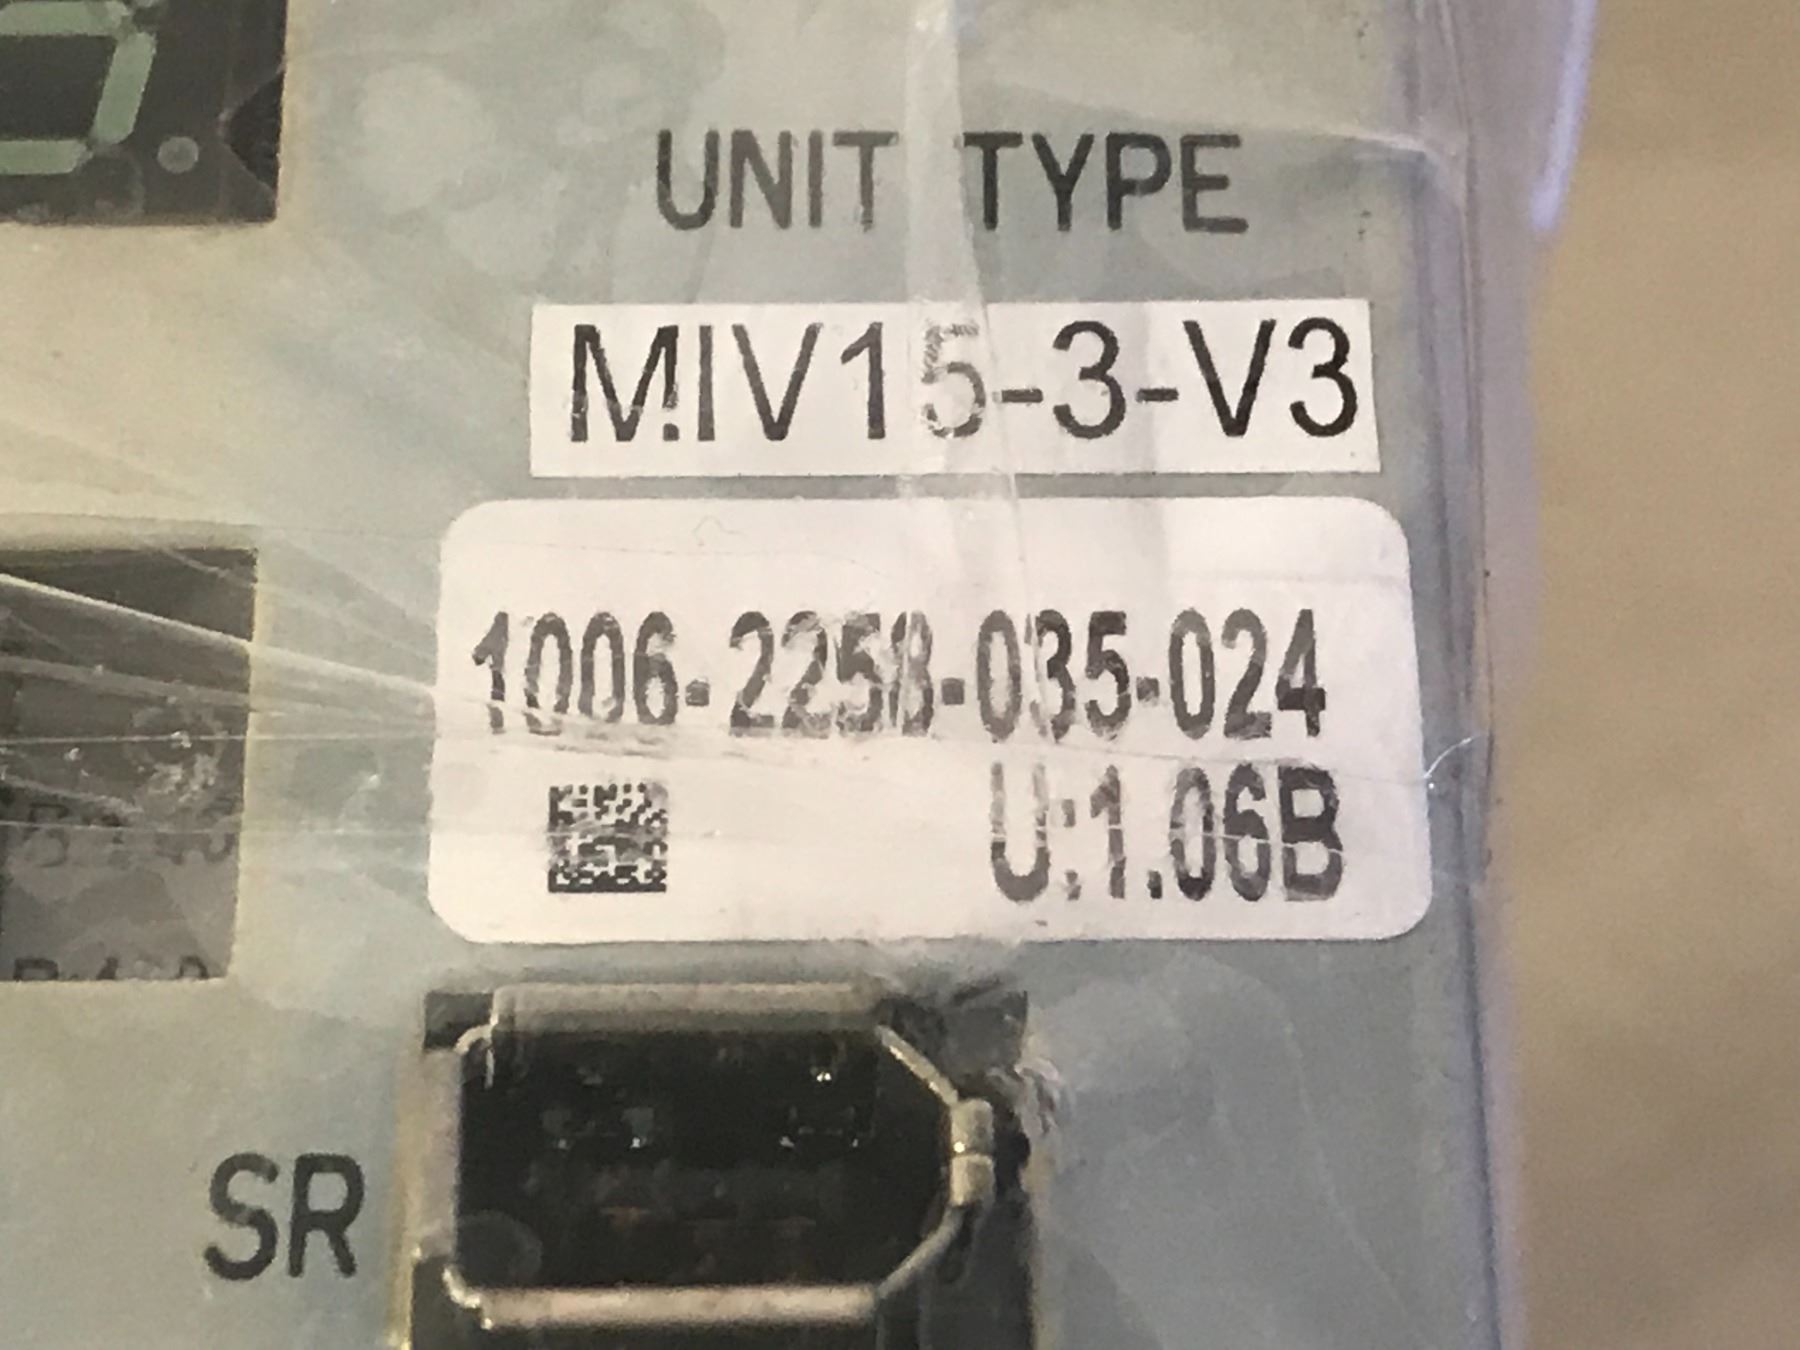 UNIT TYPE
MIV15-3-V3
1006-2258-035-024
U:1.06B
SR